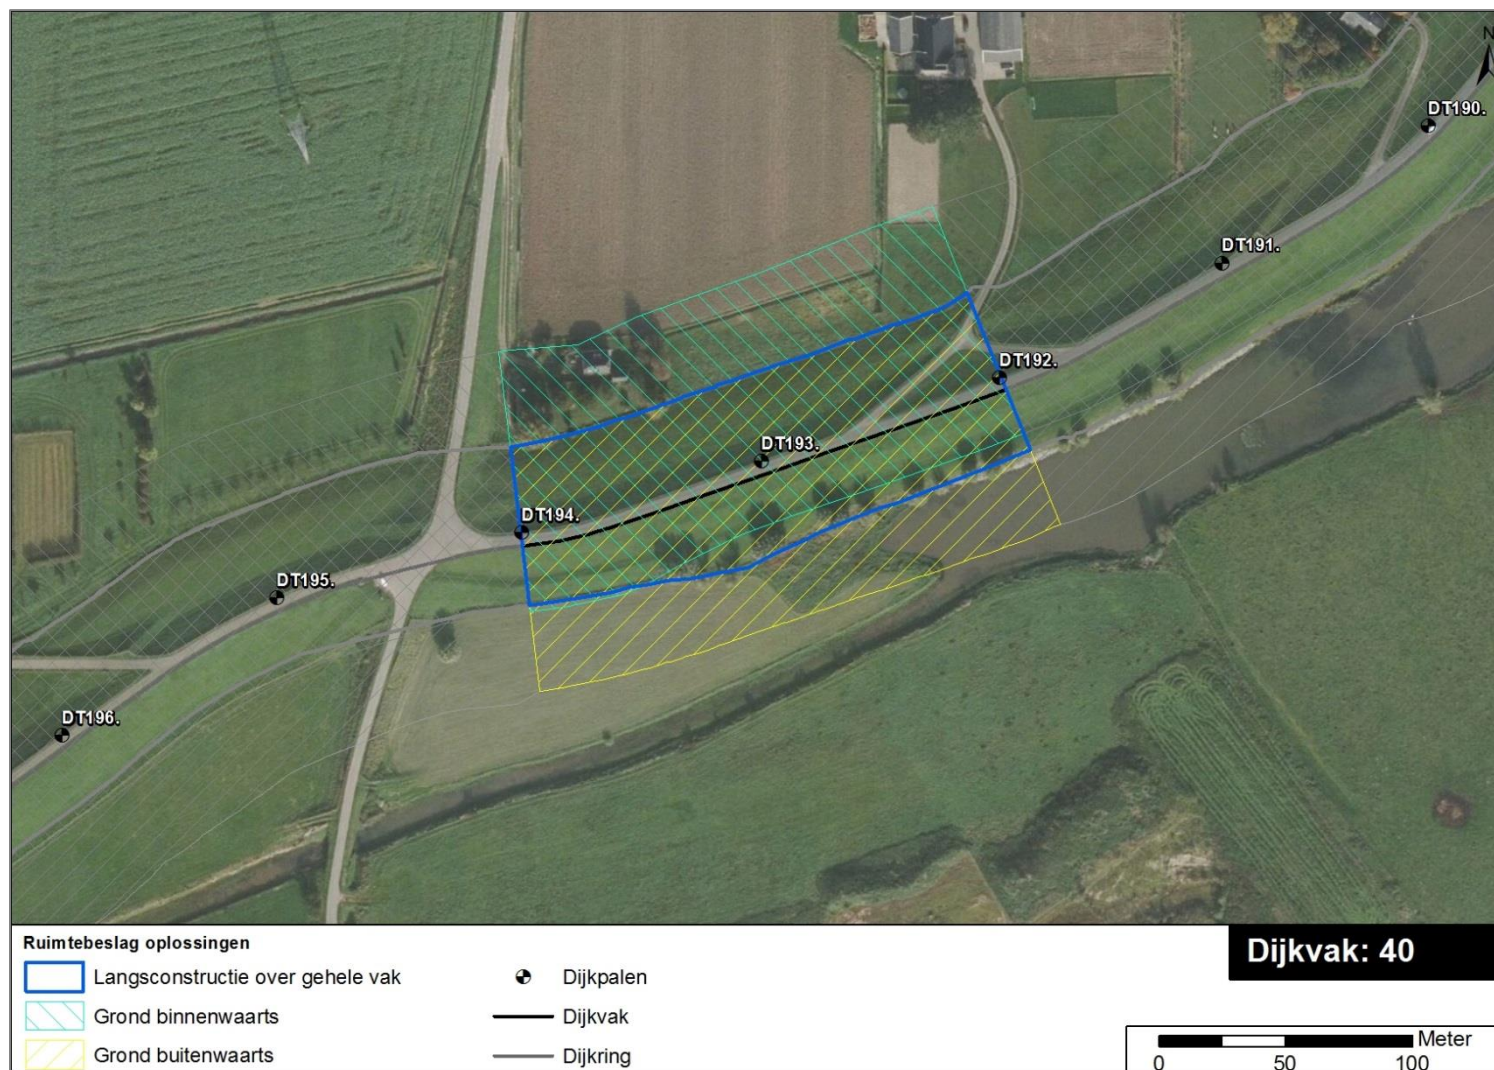 N
DT190.
DT191.
DT192.
DT193.
DT194.
DT195.
DT196.
Ruimtebeslag oplossingen
Langsconstructie over gehele vak
Grond binnenwaarts
Grond buitenwaarts
Dijkpalen
Dijkvak
Dijkring
Dijkvak: 40
Meter
0 50 100